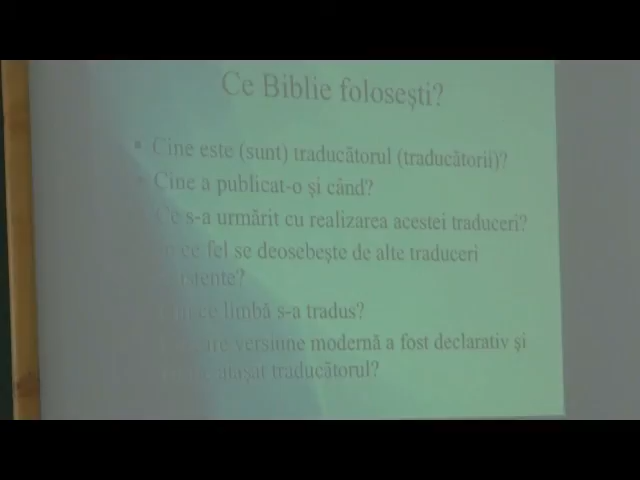 Ce Biblie folosești?
• Cine este (sunt) traducătorul (traducătorii)?
Cine a publicat-o și când?
Ce s-a urmărit cu realizarea acestei traduceri?
ce fel se deosebește de alte traduceri
ce limbă s-a tradus?
versiune modernă a fost declarativ și
atașat traducătorul?